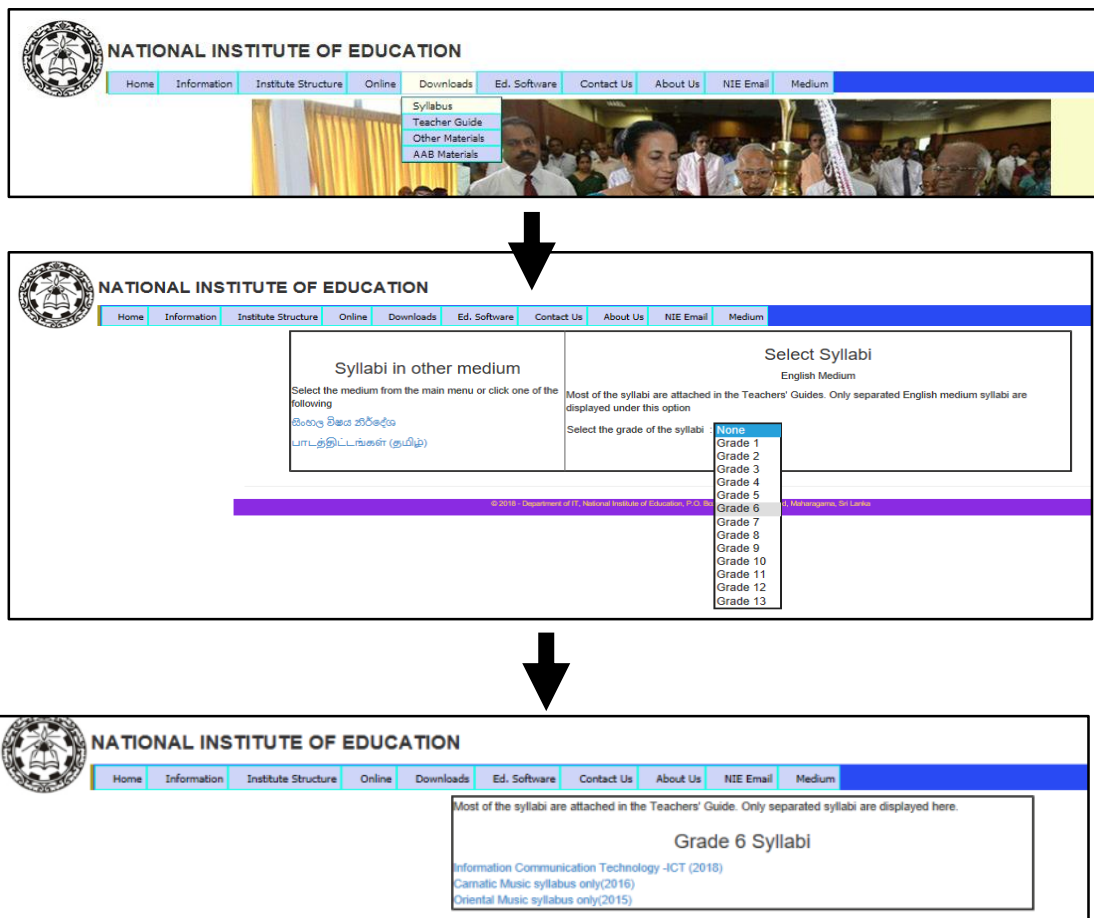 NATIONAL INSTITUTE OF EDUCATION
Home Information Institute Structure Online Downloads Ed. Software Contact Us About Us NIE Email Medium
Syllabus
Teacher Guide
Other Materials
AAB Materials
NATIONAL INSTITUTE OF EDUCATION
Home Information Institute Structure Online Downloads Ed. Software Contact Us About Us NIE Email Medium
Syllabi in other medium
Select the medium from the main menu or click one of the
following
සිංහල විෂය නිර්දේශ
பாடத்திட்டங்கள் (தமிழ்)
Select Syllabi
English Medium
Most of the syllabi are attached in the Teachers' Guides. Only separated English medium syllabi are
displayed under this option
Select the grade of the syllabi : None
Grade 1
Grade 2
Grade 3
Grade 4
Grade 5
Grade 6
Grade 7
Grade 8
Grade 9
Grade 10
Grade 11
Grade 12
Grade 13
© 2018 - Department of IT, National Institute of Education, P.O. Maharagama, Sri Lanka
NATIONAL INSTITUTE OF EDUCATION
Home Information Institute Structure Online Downloads Ed. Software Contact Us About Us NIE Email Medium
Most of the syllabi are attached in the Teachers' Guide. Only separated syllabi are displayed here.
Grade 6 Syllabi
Information Communication Technology -ICT (2018)
Carnatic Music syllabus only(2016)
Oriental Music syllabus only(2015)